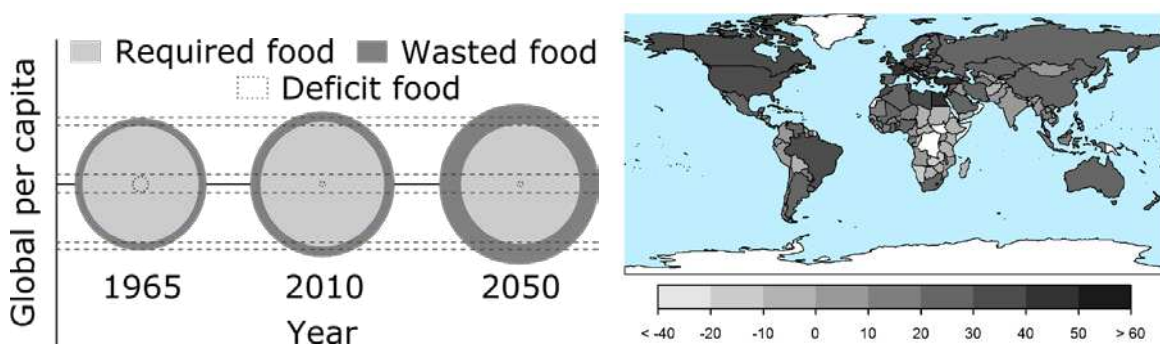 Required food Wasted food
Deficit food
Global per capita
1965 2010 2050
Year
< -40 -20 -10 0 10 20 30 40 50 > 60